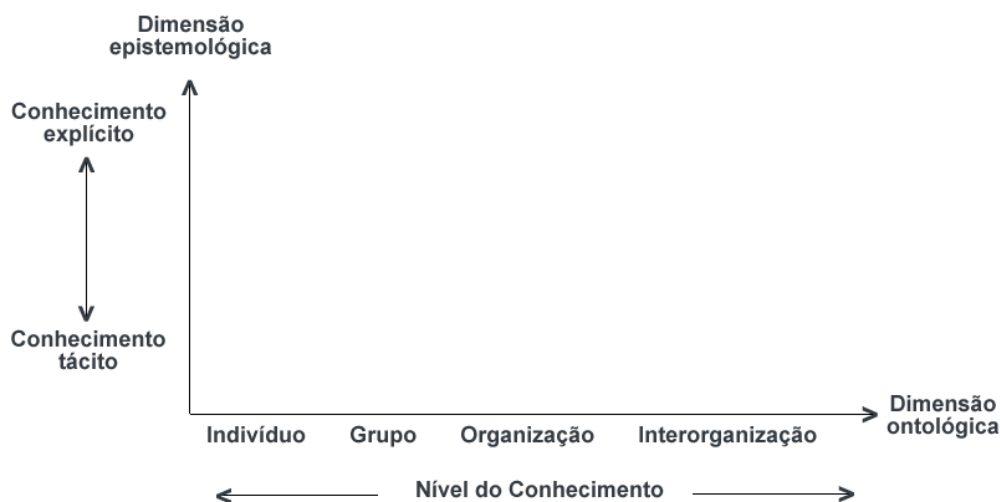 Dimensão
epistemológica
Conhecimento
explícito
Conhecimento
tácito
Dimensão
ontológica
Indivíduo Grupo Organização Interorganização
Nível do Conhecimento